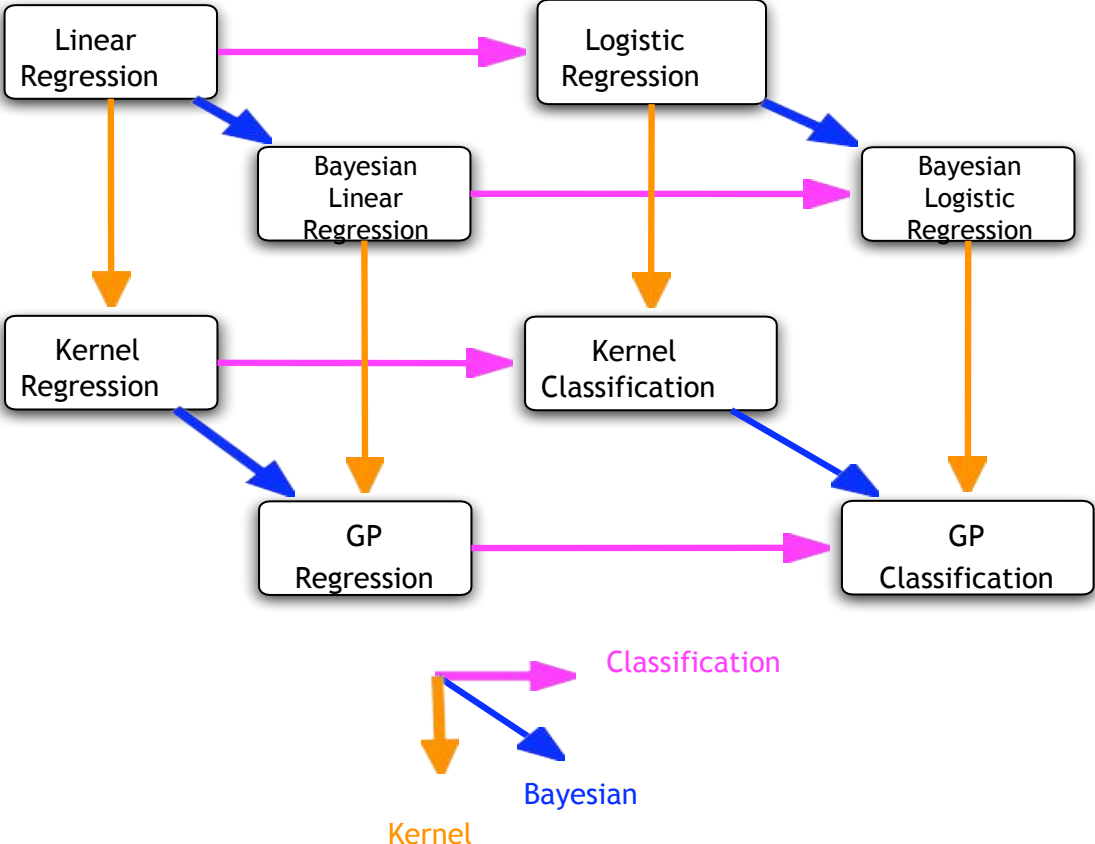 Linear
Regression
Logistic
Regression
Bayesian
Linear
Regression
Bayesian
Logistic
Regression
Kernel
Regression
Kernel
Classification
GP
Regression
GP
Classification
Classification
Bayesian
Kernel